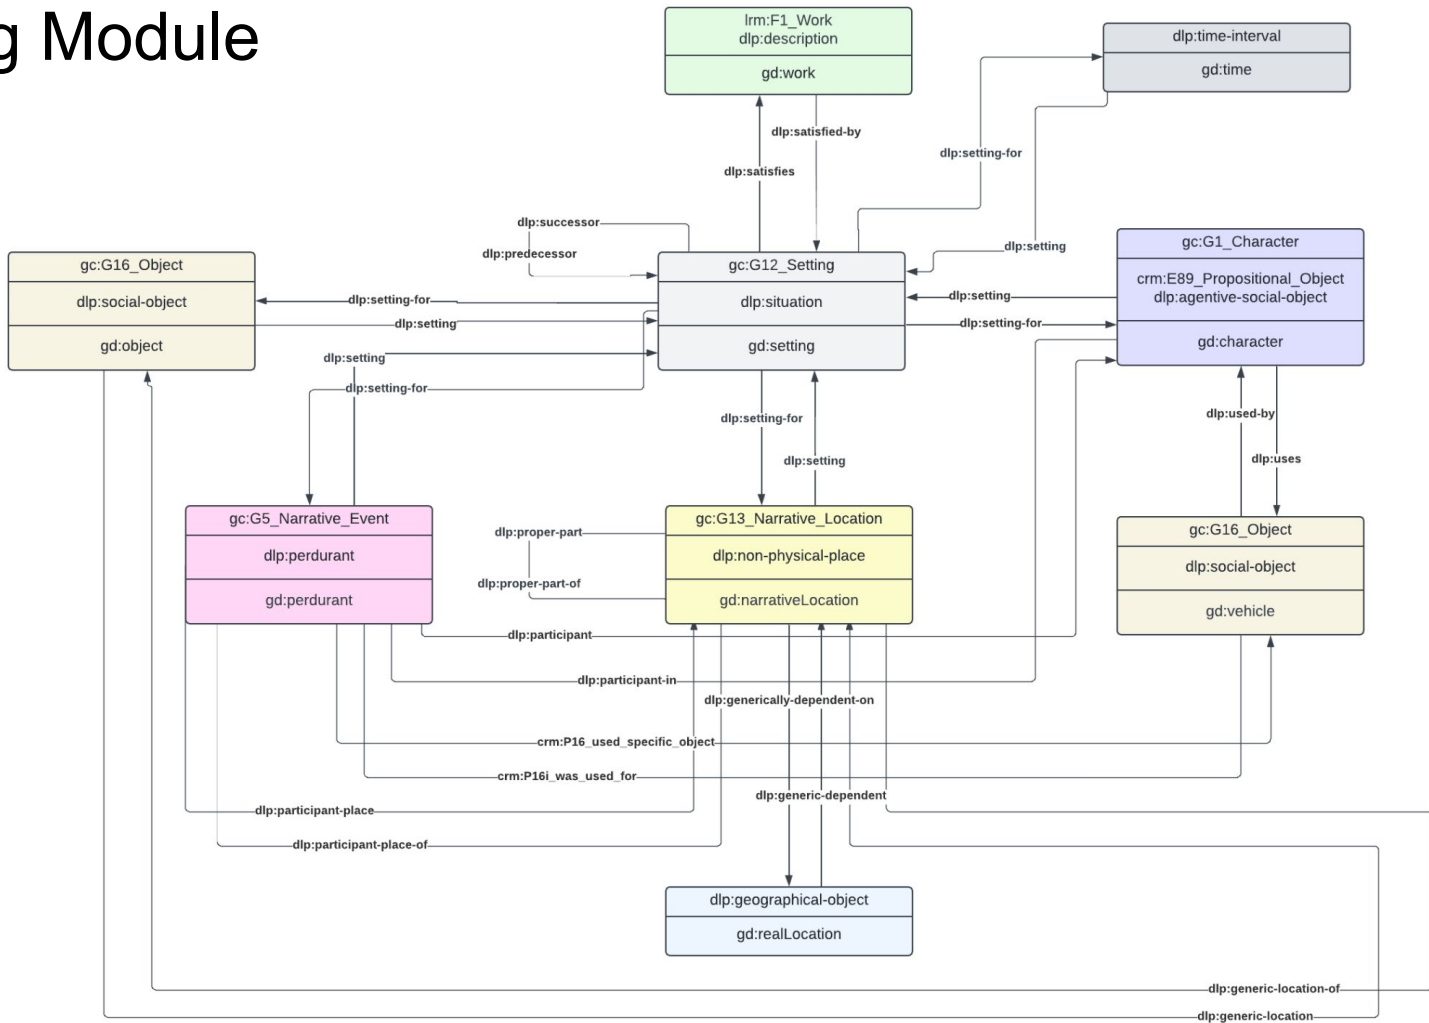 g Module
lrm:F1_Work
dlp:description
gd:work
dlp:time-interval
gd:time
dlp:satisfied-by
dlp:satisfies
dlp:setting-for
dlp:successor
dlp:predecessor
dlp:setting
gc:G16_Object
dlp:social-object
gd:object
dlp:setting-for
dlp:setting
gc:G12_Setting
dlp:situation
gd:setting
dlp:setting
dlp:setting-for
gc:G1_Character
crm:E89_Propositional_Object
dlp:agentive-social-object
gd:character
dlp:setting
dlp:setting-for
dlp:setting-for
dlp:setting
dlp:used-by
dlp:uses
gc:G5_Narrative_Event
dlp:perdurant
gd:perdurant
dlp:proper-part
dlp:proper-part-of
gc:G13_Narrative_Location
dlp:non-physical-place
gd:narrativeLocation
gc:G16_Object
dlp:social-object
gd:vehicle
dlp:participant
dlp:participant-in
dlp:generically-dependent-on
crm:P16_used_specific_object
crm:P16i_was_used_for
dlp:generic-dependent
dlp:participant-place
dlp:participant-place-of
dlp:geographical-object
gd:realLocation
dlp:generic-location-of
dlp:generic-location